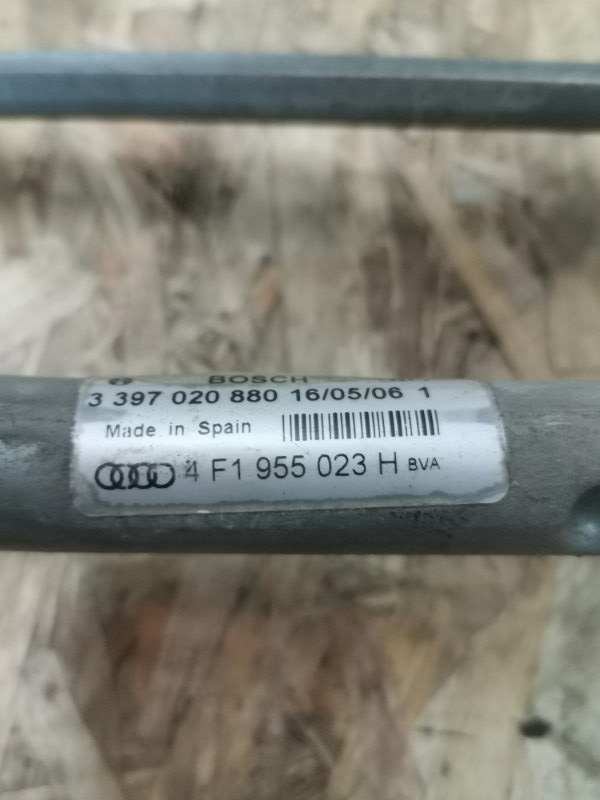 BOSCH
3 397 020 880 16/05/06 1
Made in Spain
4 F1 955 023 H BVA